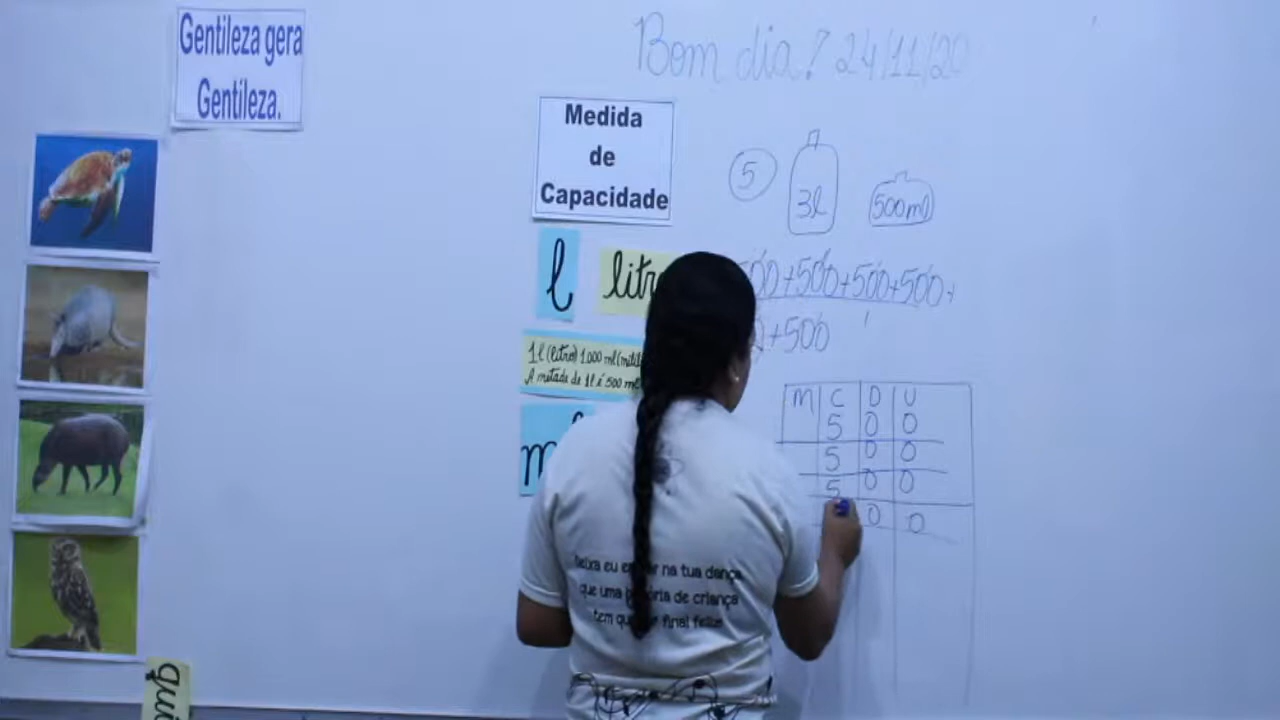 Gentileza gera
Gentileza.
Bom dia! 24/11/20
Medida
de
Capacidade
5
3l
500ml
l
litro
500+500+500+500+
+500
1l (litro) 1.000 ml
A metade de 1l é 500 ml
M C D U
5 0 0
5 0 0
5 0 0
0 0
Deixa eu na tua dança
que uma história de criança
tem que final feliz